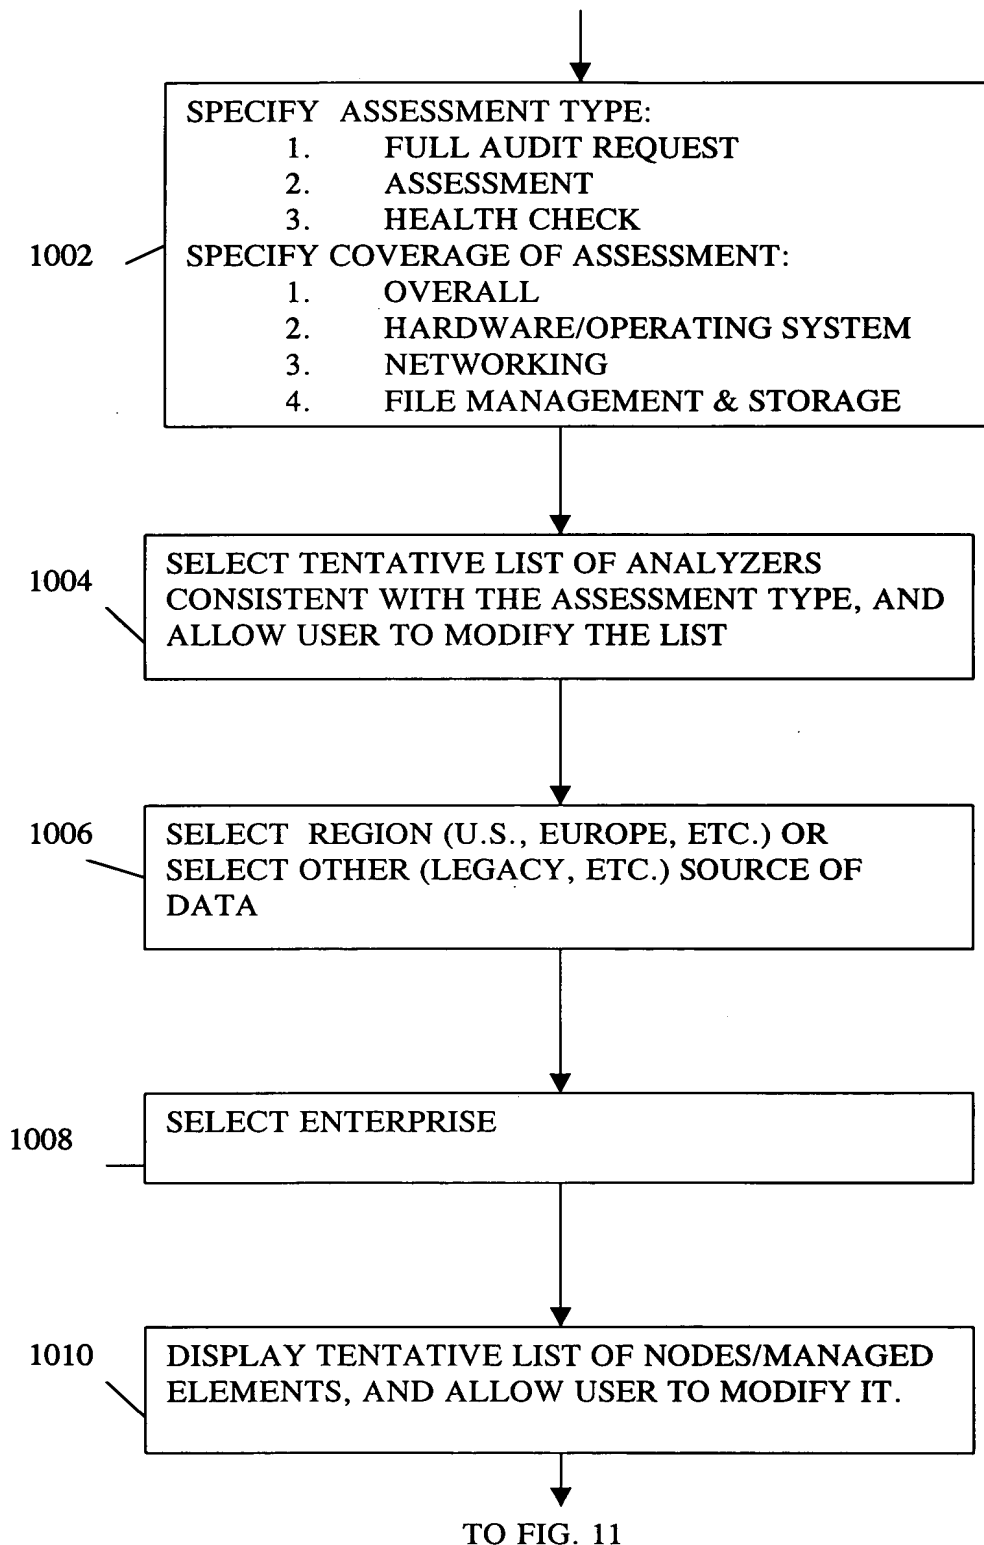 SPECIFY ASSESSMENT TYPE:
1. FULL AUDIT REQUEST
2. ASSESSMENT
3. HEALTH CHECK
1002
SPECIFY COVERAGE OF ASSESSMENT:
1. OVERALL
2. HARDWARE/OPERATING SYSTEM
3. NETWORKING
4. FILE MANAGEMENT & STORAGE
1004
SELECT TENTATIVE LIST OF ANALYZERS
CONSISTENT WITH THE ASSESSMENT TYPE, AND
ALLOW USER TO MODIFY THE LIST
1006
SELECT REGION (U.S., EUROPE, ETC.) OR
SELECT OTHER (LEGACY, ETC.) SOURCE OF
DATA
1008
SELECT ENTERPRISE
1010
DISPLAY TENTATIVE LIST OF NODES/MANAGED
ELEMENTS, AND ALLOW USER TO MODIFY IT.
TO FIG. 11